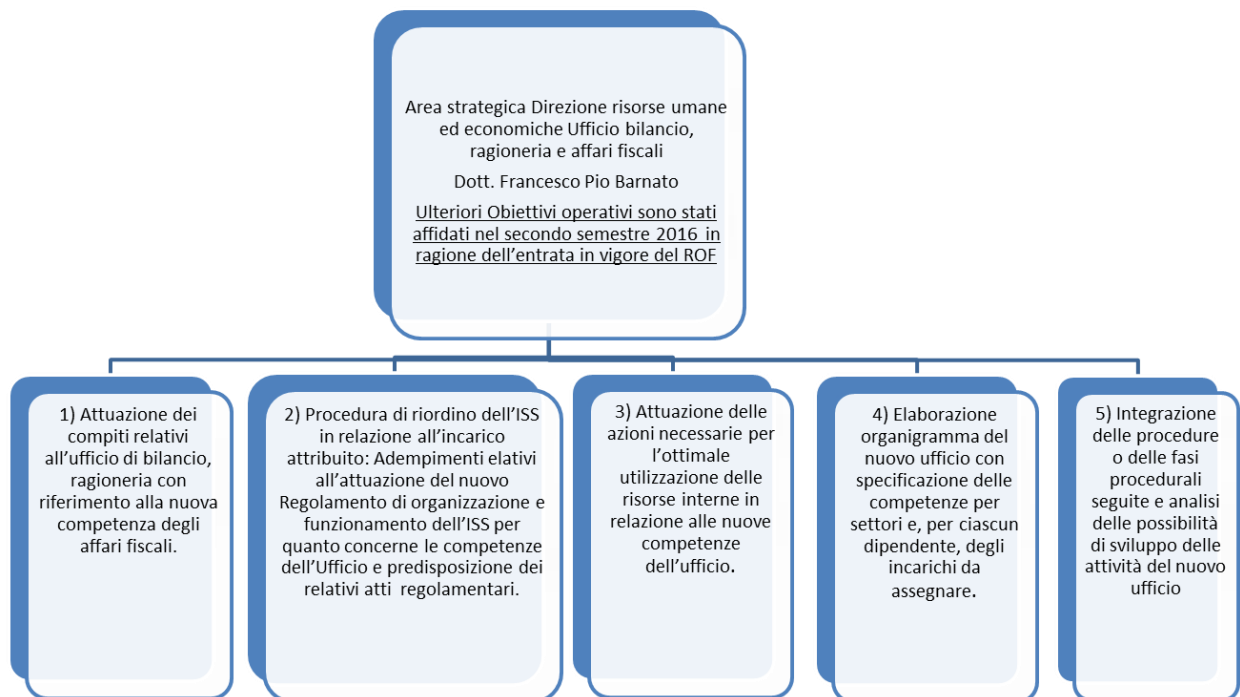 Area strategica Direzione risorse umane
ed economiche Ufficio bilancio,
ragioneria e affari fiscali
Dott. Francesco Pio Barnato
Ulteriori Obiettivi operativi sono stati
affidati nel secondo semestre 2016 in
ragione dell’entrata in vigore del ROF
1) Attuazione dei
compiti relativi
all’ufficio di bilancio,
ragioneria con
riferimento alla nuova
competenza degli
affari fiscali.
2) Procedura di riordino dell’ISS
in relazione all’incarico
attribuito: Adempimenti elativi
all’attuazione del nuovo
Regolamento di organizzazione e
funzionamento dell’ISS per
quanto concerne le competenze
dell’Ufficio e predisposizione dei
relativi atti regolamentari.
3) Attuazione delle
azioni necessarie per
l’ottimale
utilizzazione delle
risorse interne in
relazione alle nuove
competenze
dell’ufficio.
4) Elaborazione
organigramma del
nuovo ufficio con
specificazione delle
competenze per
settori e, per ciascun
dipendente, degli
incarichi da
assegnare.
5) Integrazione
delle procedure
o delle fasi
procedurali
seguite e analisi
delle possibilità
di sviluppo delle
attività del nuovo
ufficio